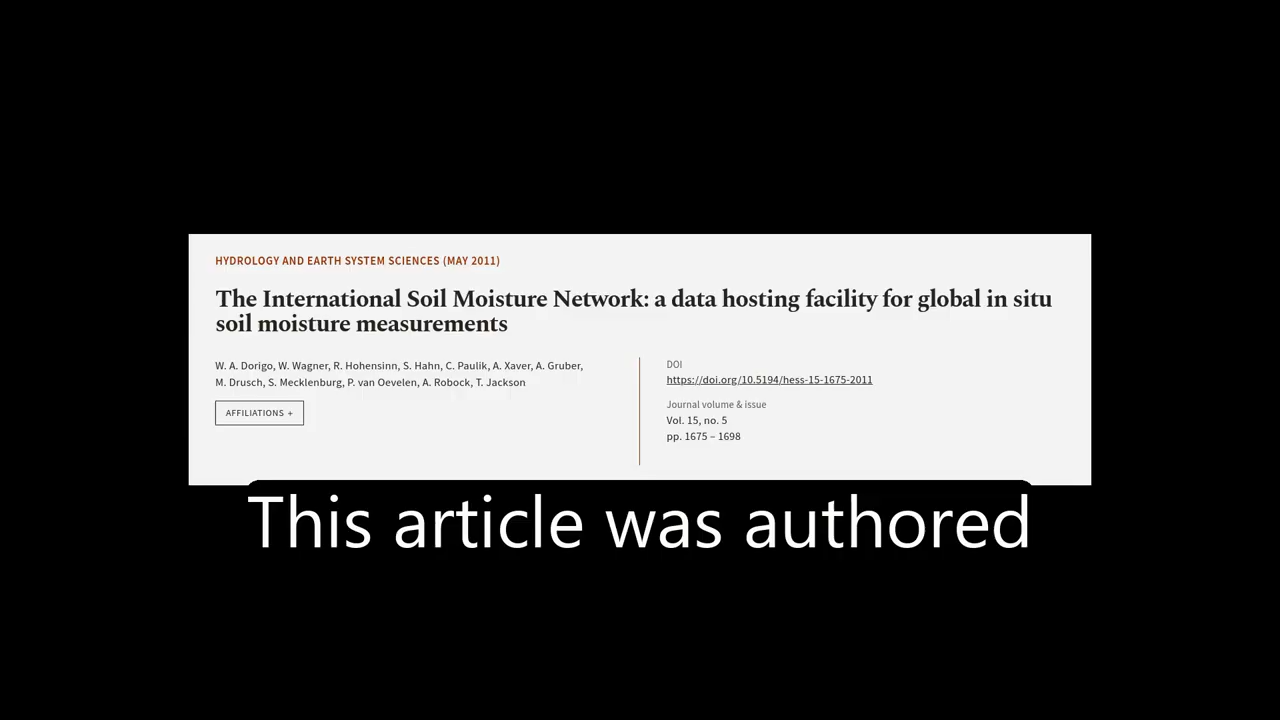 HYDROLOGY AND EARTH SYSTEM SCIENCES (MAY 2011)
The International Soil Moisture Network: a data hosting facility for global in situ
soil moisture measurements
W. A. Dorigo, W. Wagner, R. Hohensinn, S. Hahn, C. Paulik, A. Xaver, A. Gruber,
M. Drusch, S. Mecklenburg, P. van Oevelen, A. Robock, T. Jackson
AFFILIATIONS +
DOI
https://doi.org/10.5194/hess-15-1675-2011
Journal volume & issue
Vol. 15, no. 5
pp. 1675 – 1698
This article was authored